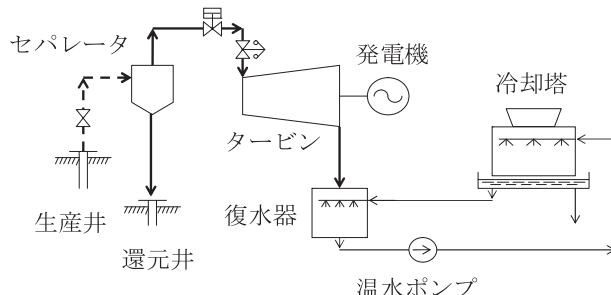 セパレータ
発電機
冷却塔
タービン
生産井
復水器
還元井
温水ポンプ